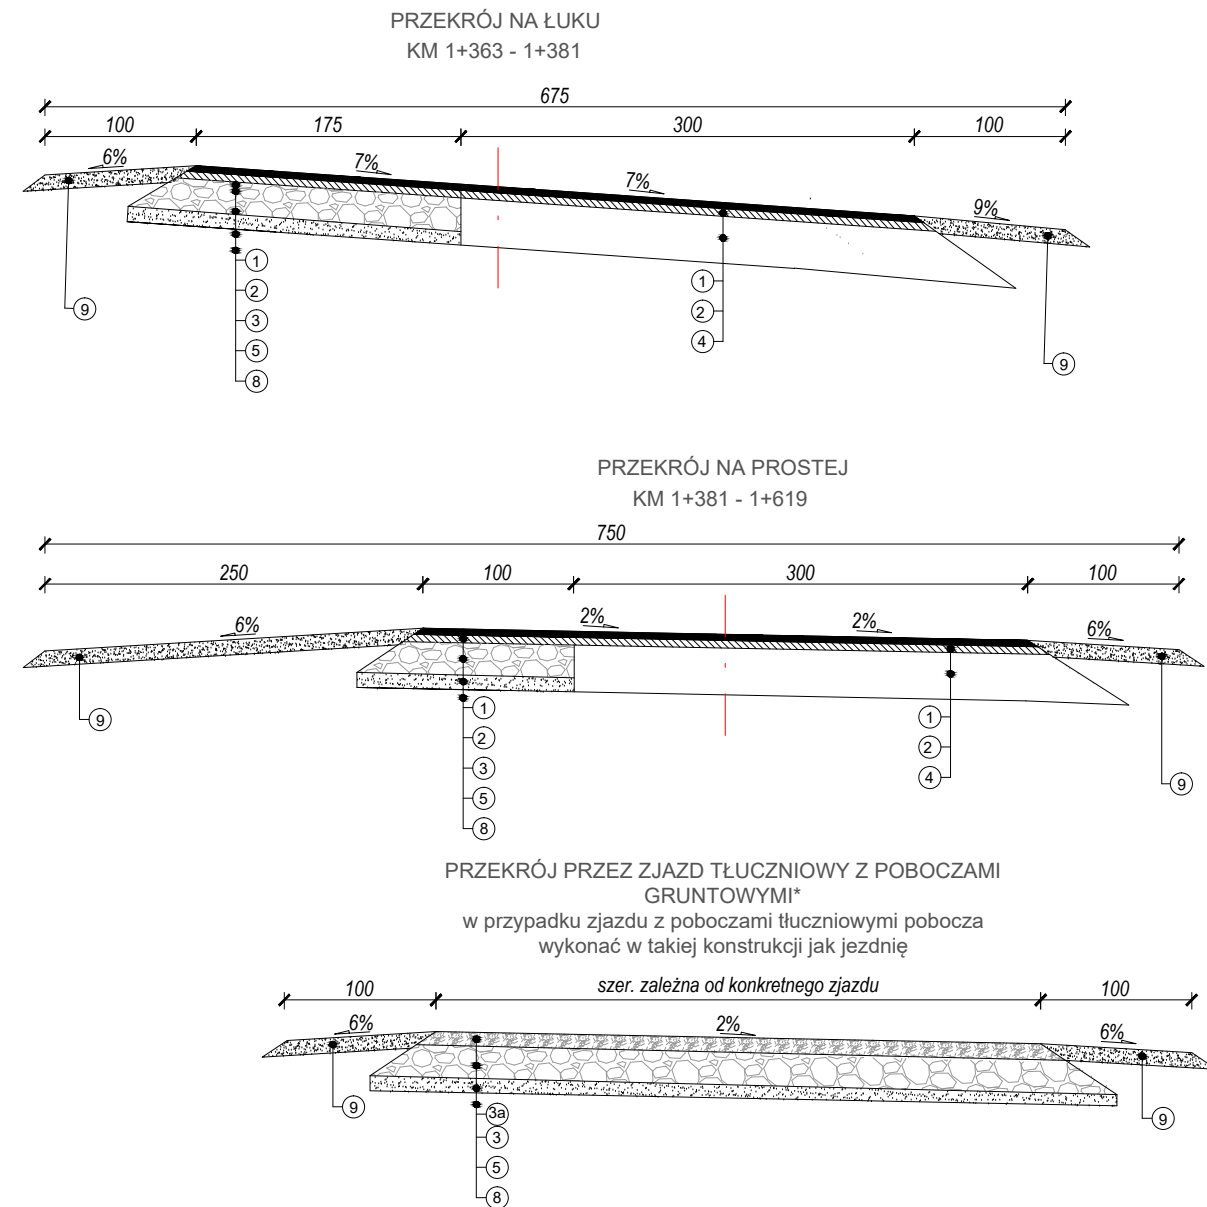 PRZEKRÓJ NA ŁUKU
KM 1+363 - 1+381
675
100 175 300 100
6% 7% 7% 9%
1
2
3
5
8
9
1
2
4
9
PRZEKRÓJ NA PROSTEJ
KM 1+381 - 1+619
750
250 100 300 100
6% 2% 2% 6%
9
1
2
3
5
8
1
2
4
9
PRZEKRÓJ PRZEZ ZJAZD TŁUCZNIOWY Z POBOCZAMI
GRUNTOWYMI*
w przypadku zjazdu z poboczami tłuczniowymi pobocza
wykonać w takiej konstrukcji jak jezdnię
100 szer. zależna od konkretnego zjazdu 100
6% 2% 6%
9
3a
3
5
8
9